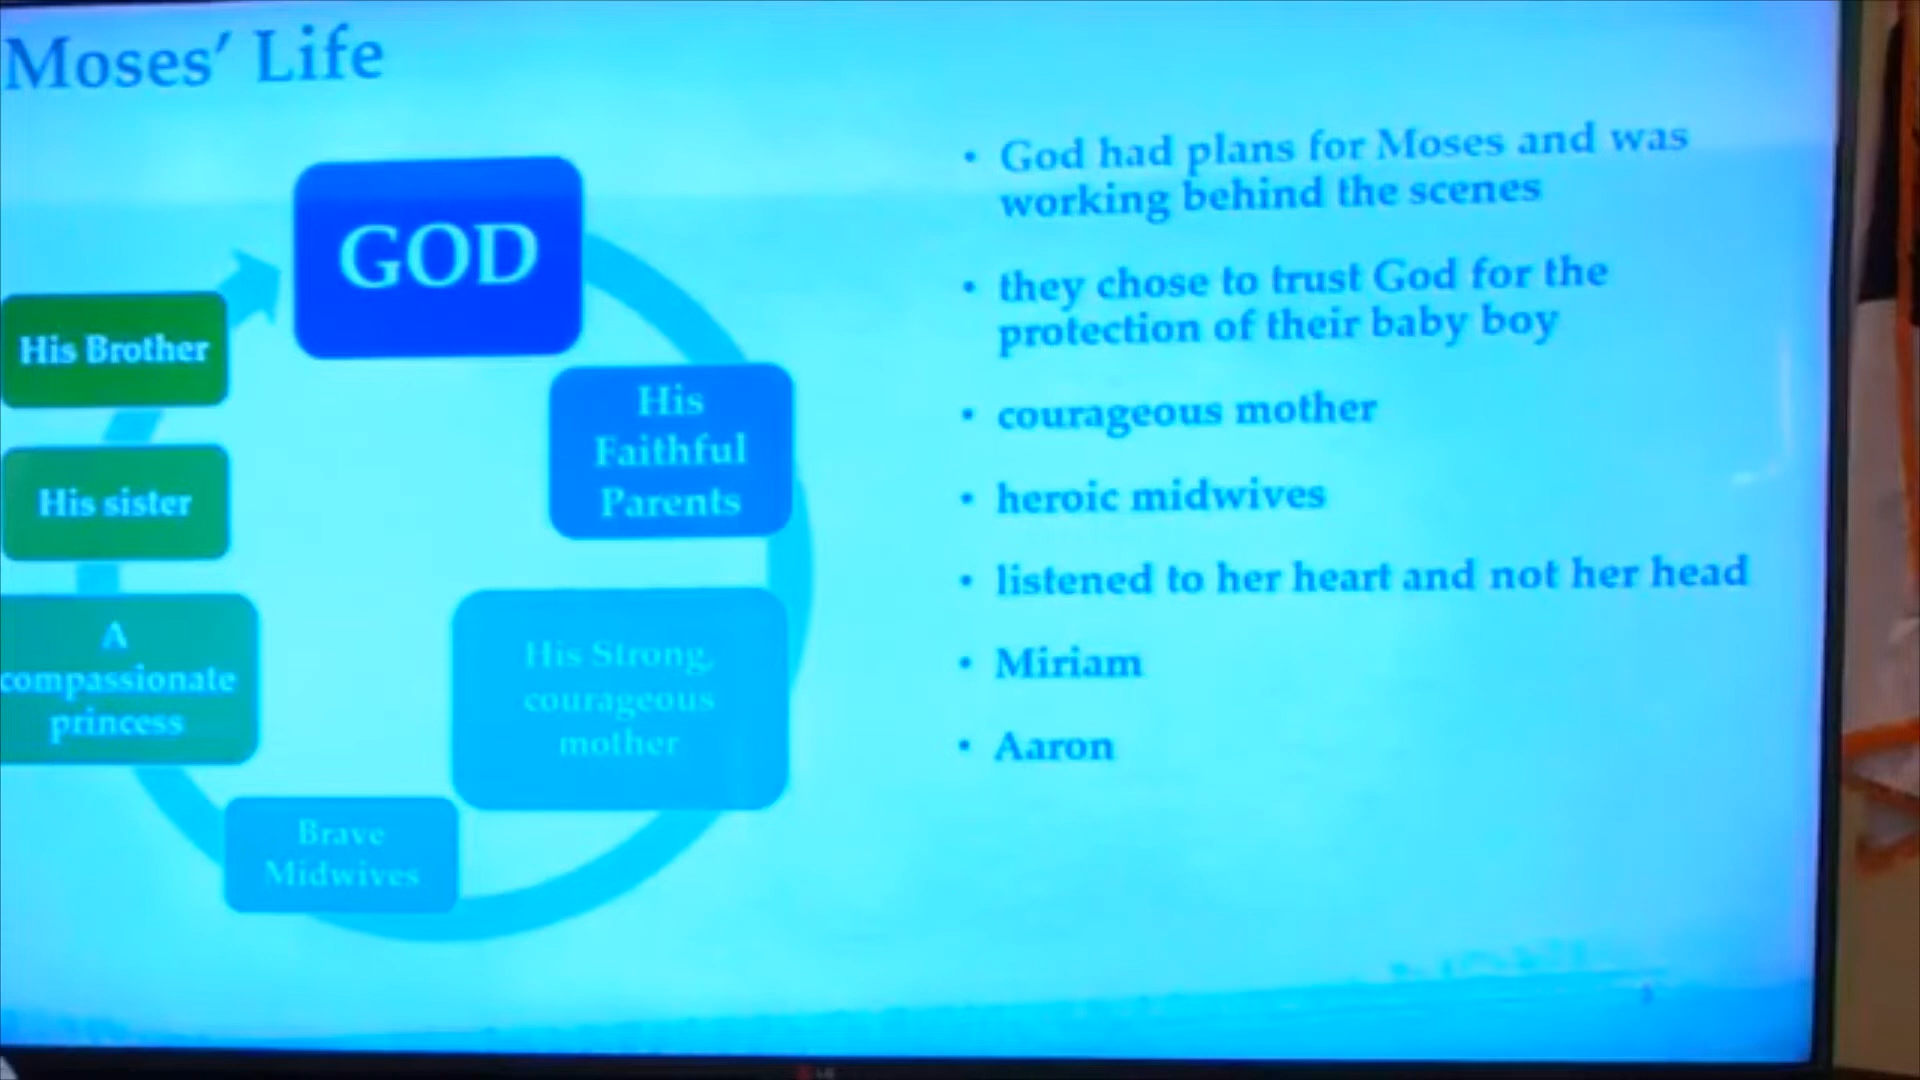 Moses' Life
GOD
His
Faithful
Parents
His Strong,
courageous
mother
Brave
Midwives
A
compassionate
princess
His sister
His Brother
• God had plans for Moses and was
working behind the scenes
• they chose to trust God for the
protection of their baby boy
• courageous mother
• heroic midwives
• listened to her heart and not her head
• Miriam
• Aaron
LG